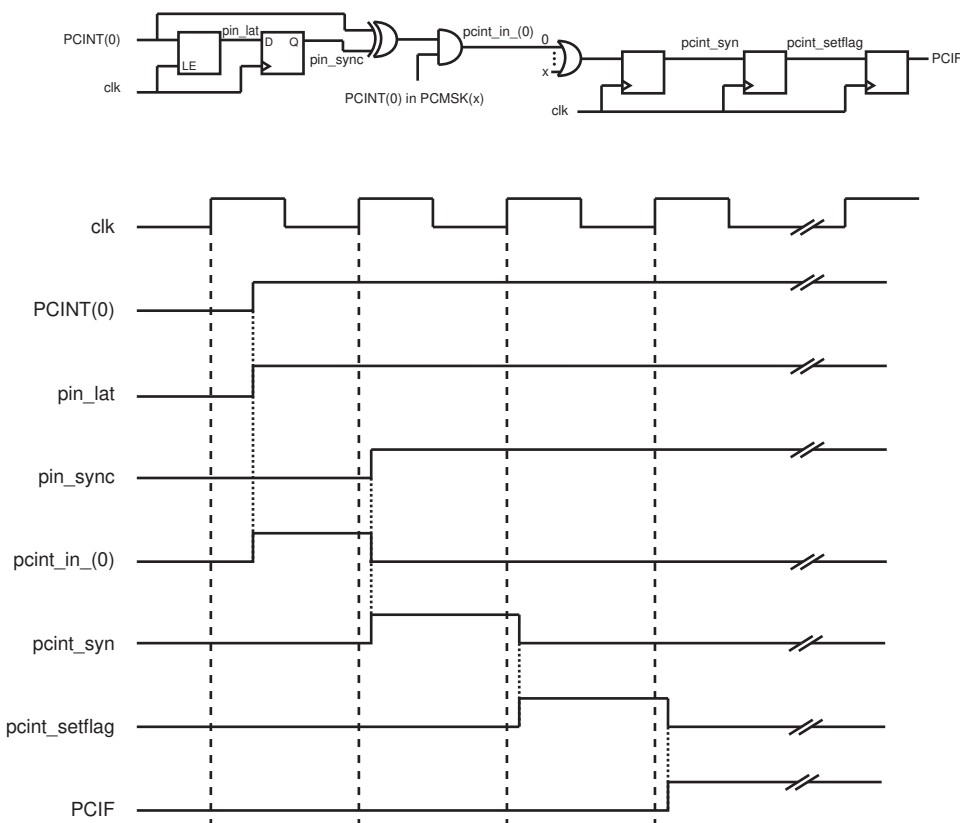 PCINT(0)
pin_lat
D Q
LE
pin_sync
clk
PCINT(0) in PCMSK(x)
pcint_in_(0)
0
x
pcint_syn
pcint_setflag
PCIF
clk
clk
PCINT(0)
pin_lat
pin_sync
pcint_in_(0)
pcint_syn
pcint_setflag
PCIF